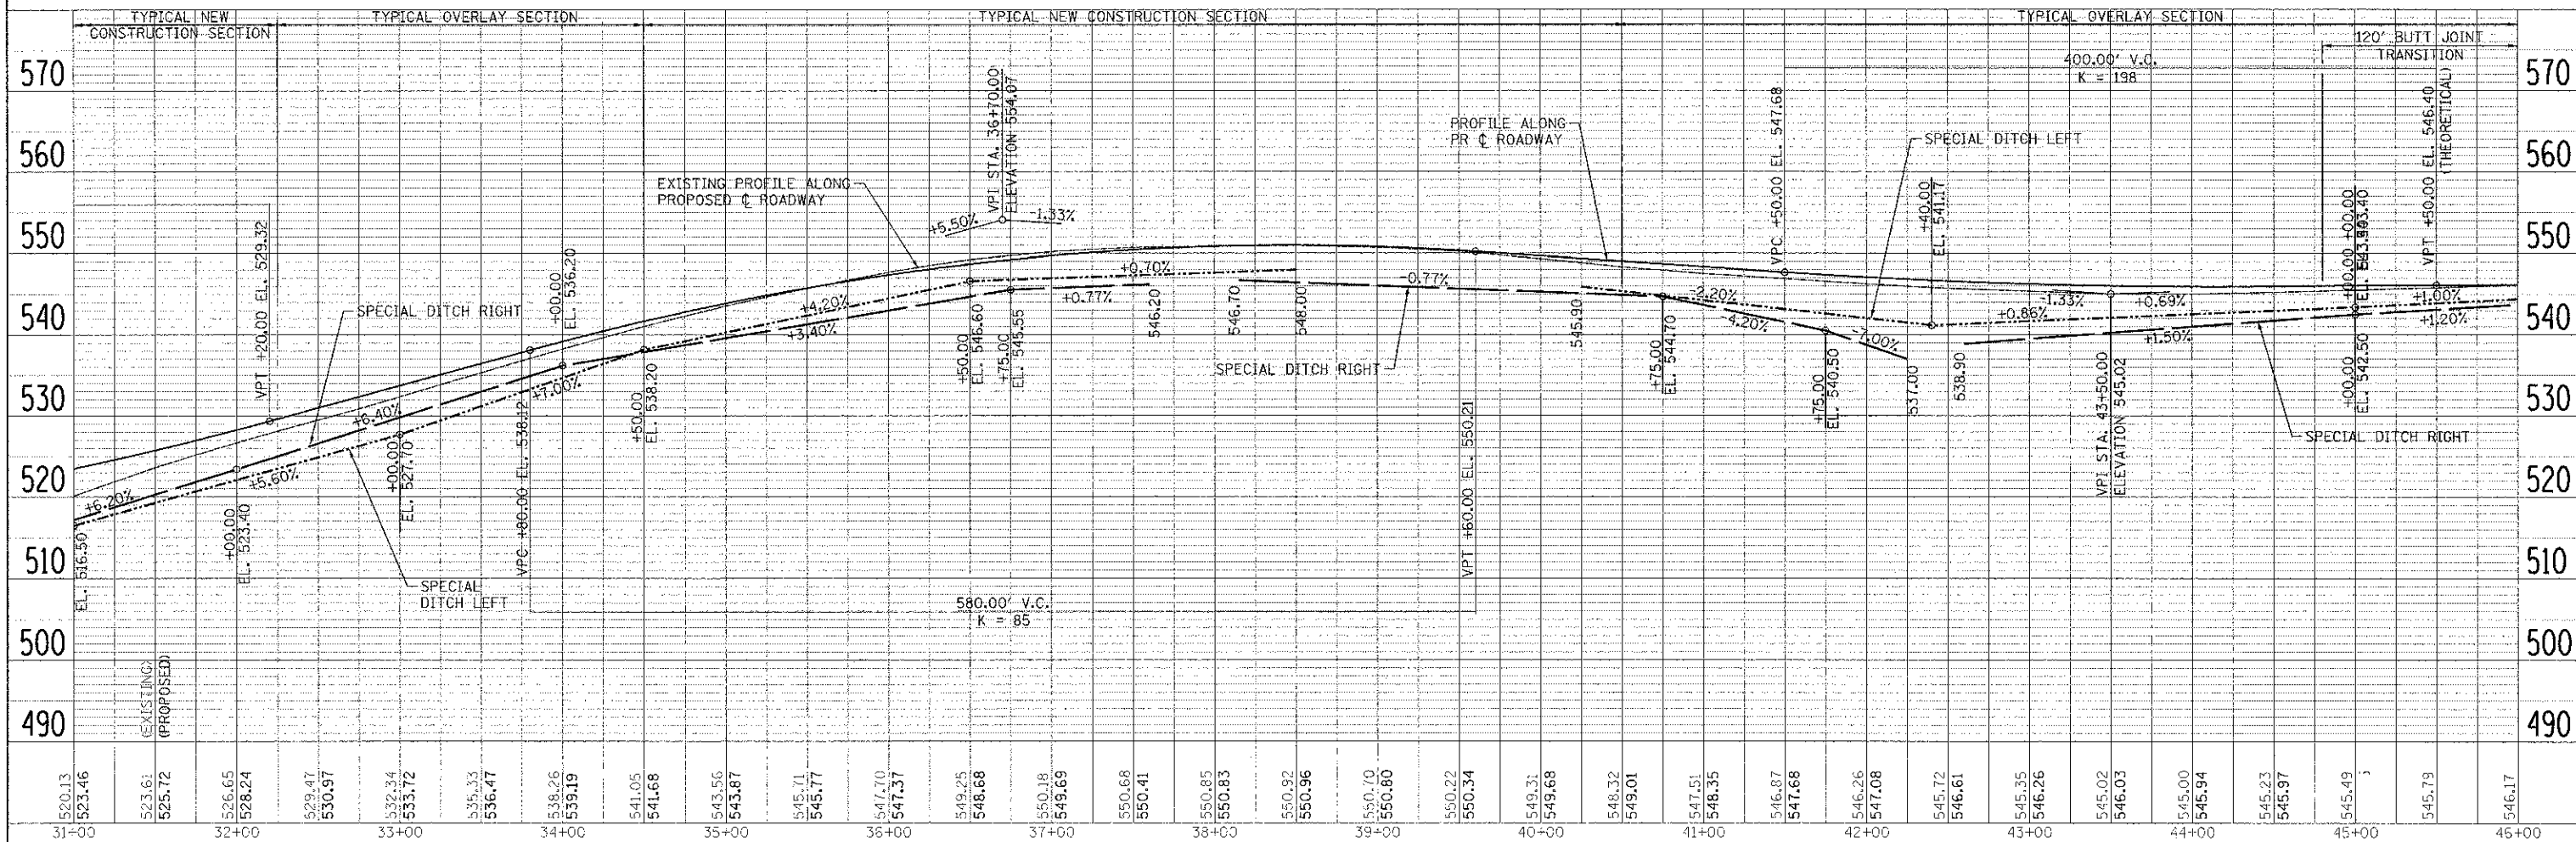 TYPICAL NEW
CONSTRUCTION SECTION
TYPICAL OVERLAY SECTION
TYPICAL NEW CONSTRUCTION SECTION
TYPICAL OVERLAY SECTION
120' BUTT JOINT
TRANSITION
400.00' V.C.
K = 198
570
560
550
540
530
520
510
500
490
570
560
550
540
530
520
510
500
490
VPT +20.00 EL. 529.32
EXISTING PROFILE ALONG
PROPOSED ℄ ROADWAY
+5.50%
VPI STA. 36+70.00
ELEVATION 554.07
-1.33%
PROFILE ALONG
PR ℄ ROADWAY
VPC +50.00 EL. 547.68
SPECIAL DITCH LEFT
+40.00
EL. 541.17
+00.00
+00.00
VPT +50.00 EL. 546.40
(THEORETICAL)
SPECIAL DITCH RIGHT
+00.00
EL. 536.20
+4.20%
+3.40%
+0.70%
+0.77%
546.20
546.70
548.00
-0.77%
SPECIAL DITCH RIGHT
545.90
-2.20%
-4.20%
-7.00%
+0.86%
-1.33%
+0.69%
+1.50%
+1.00%
+1.20%
+6.20%
+5.60%
+6.40%
+7.00%
EL. 516.50
+00.00
EL. 523.40
+00.00
EL. 527.70
SPECIAL
DITCH LEFT
VPC +80.00 EL. 538.12
+50.00
EL. 538.20
+50.00
EL. 546.60
+75.00
EL. 545.55
VPT +60.00 EL. 550.21
+75.00
EL. 544.70
+75.00
EL. 540.50
537.00
538.90
VPI STA. 43+50.00
ELEVATION 545.02
+00.00
EL. 542.50
SPECIAL DITCH RIGHT
580.00' V.C.
K = 85
(EXISTING)
(PROPOSED)
520.13
523.46
523.61
525.72
526.65
528.24
529.47
530.97
532.34
533.72
535.33
536.47
538.26
539.19
541.05
541.68
543.56
543.87
545.71
545.77
547.70
547.37
549.25
548.68
550.18
549.69
550.68
550.41
550.85
550.83
550.92
550.96
550.70
550.80
550.22
550.34
549.31
549.68
548.32
549.01
547.51
548.35
546.87
547.68
546.26
547.08
545.72
546.61
545.35
546.26
545.02
546.03
545.00
545.94
545.23
545.97
545.49
545.79
546.17
31+00
32+00
33+00
34+00
35+00
36+00
37+00
38+00
39+00
40+00
41+00
42+00
43+00
44+00
45+00
46+00